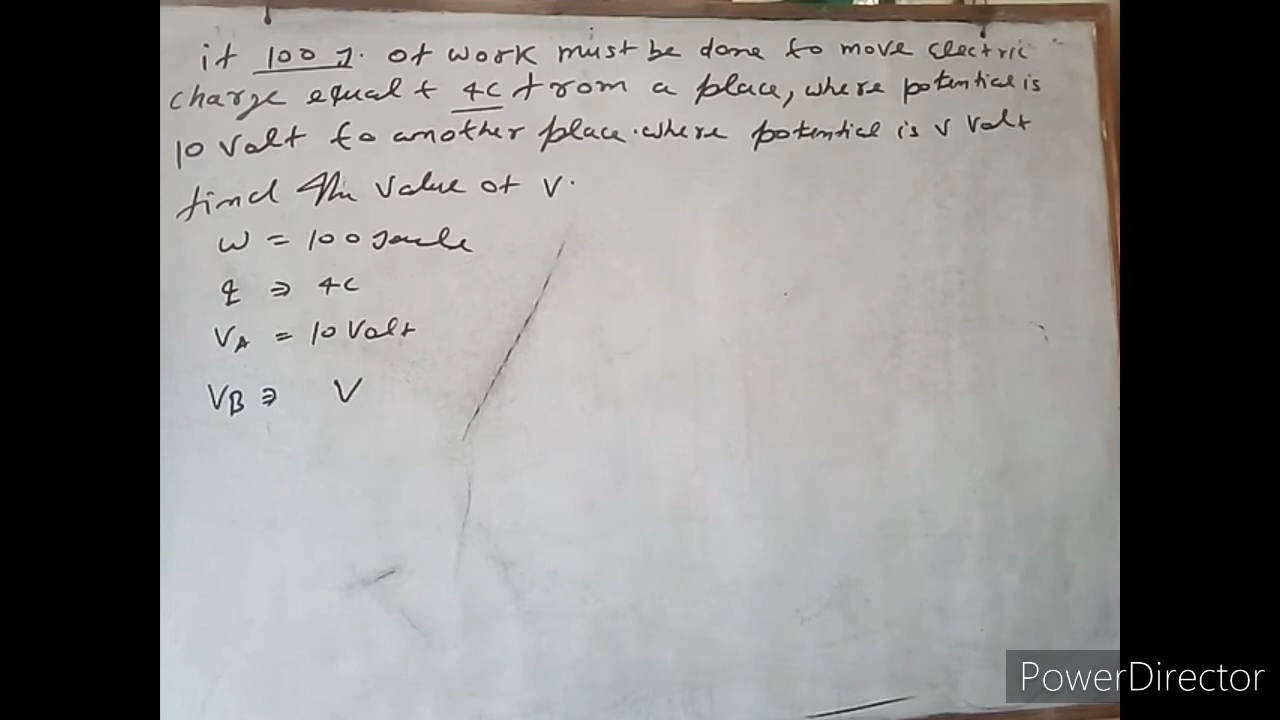 if 100 J. of work must be done to move electric
charge equal t 4C from a place, where potential is
10 Volt to another place. where potential is v Volt
find the value of V.
W = 100 Joule
q ⇒ 4C
VA = 10 Volt
VB ⇒ V
PowerDirector